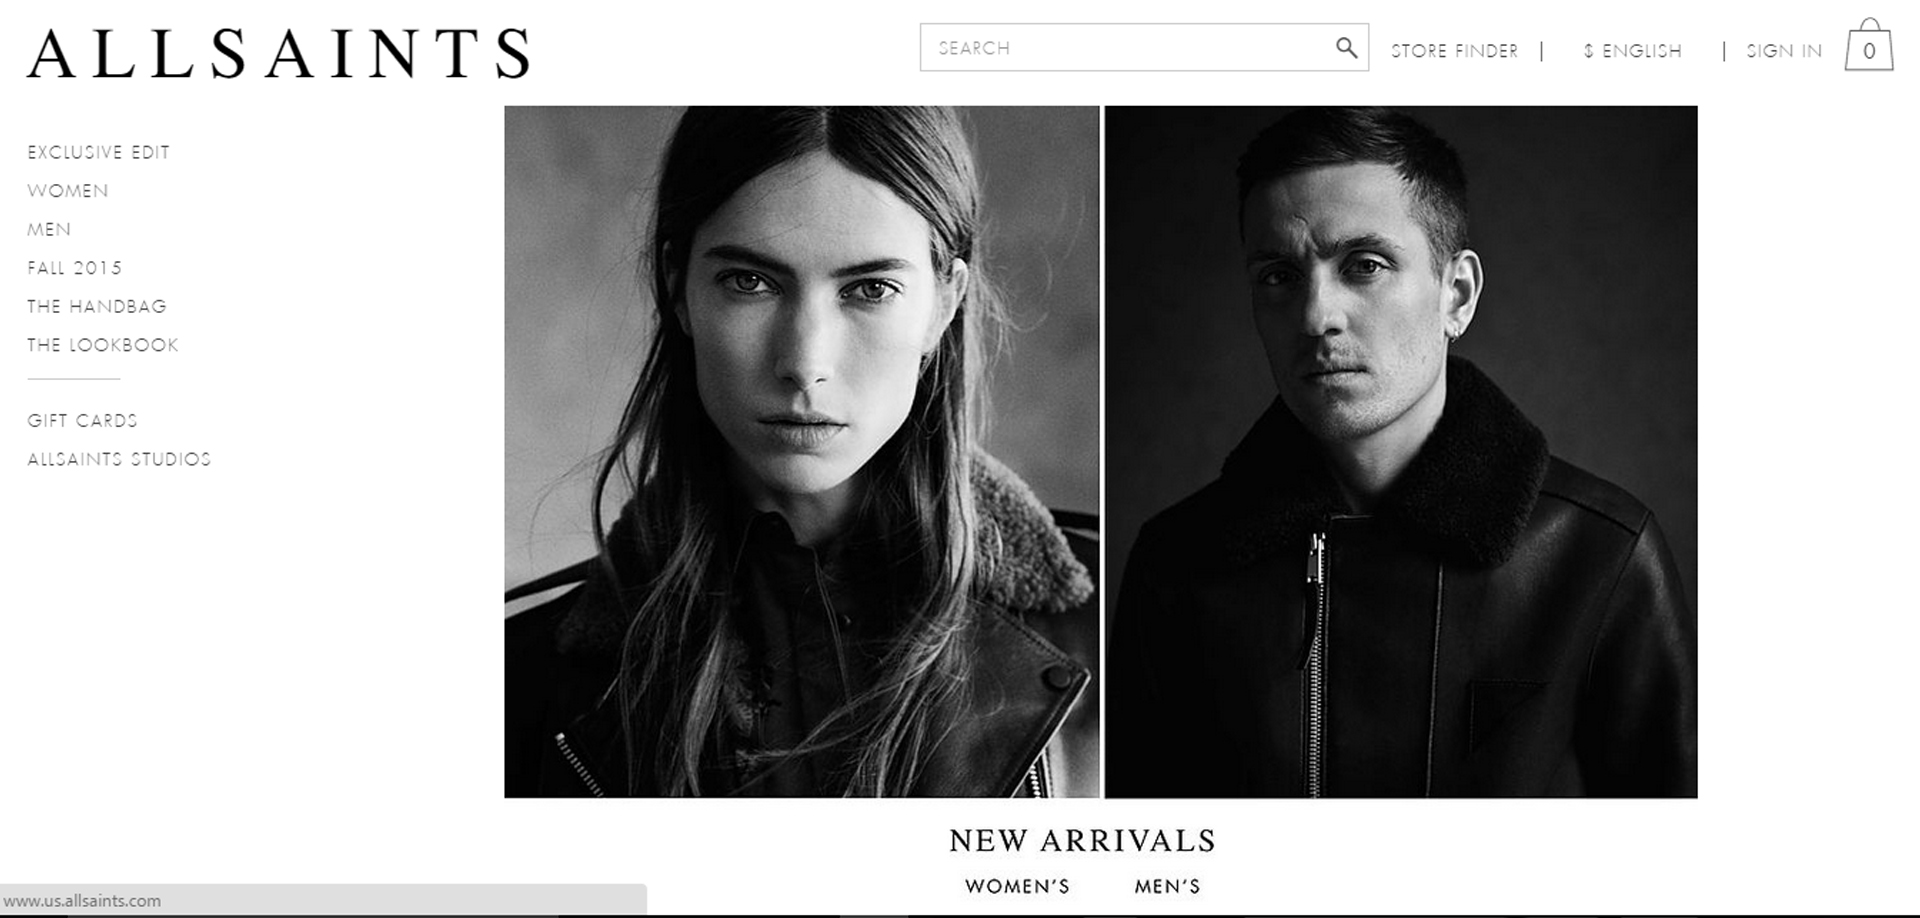 ALLSAINTS
SEARCH
STORE FINDER | $ ENGLISH | SIGN IN 0
EXCLUSIVE EDIT
WOMEN
MEN
FALL 2015
THE HANDBAG
THE LOOKBOOK
GIFT CARDS
ALLSAINTS STUDIOS
NEW ARRIVALS
WOMEN'S MEN'S
www.us.allsaints.com